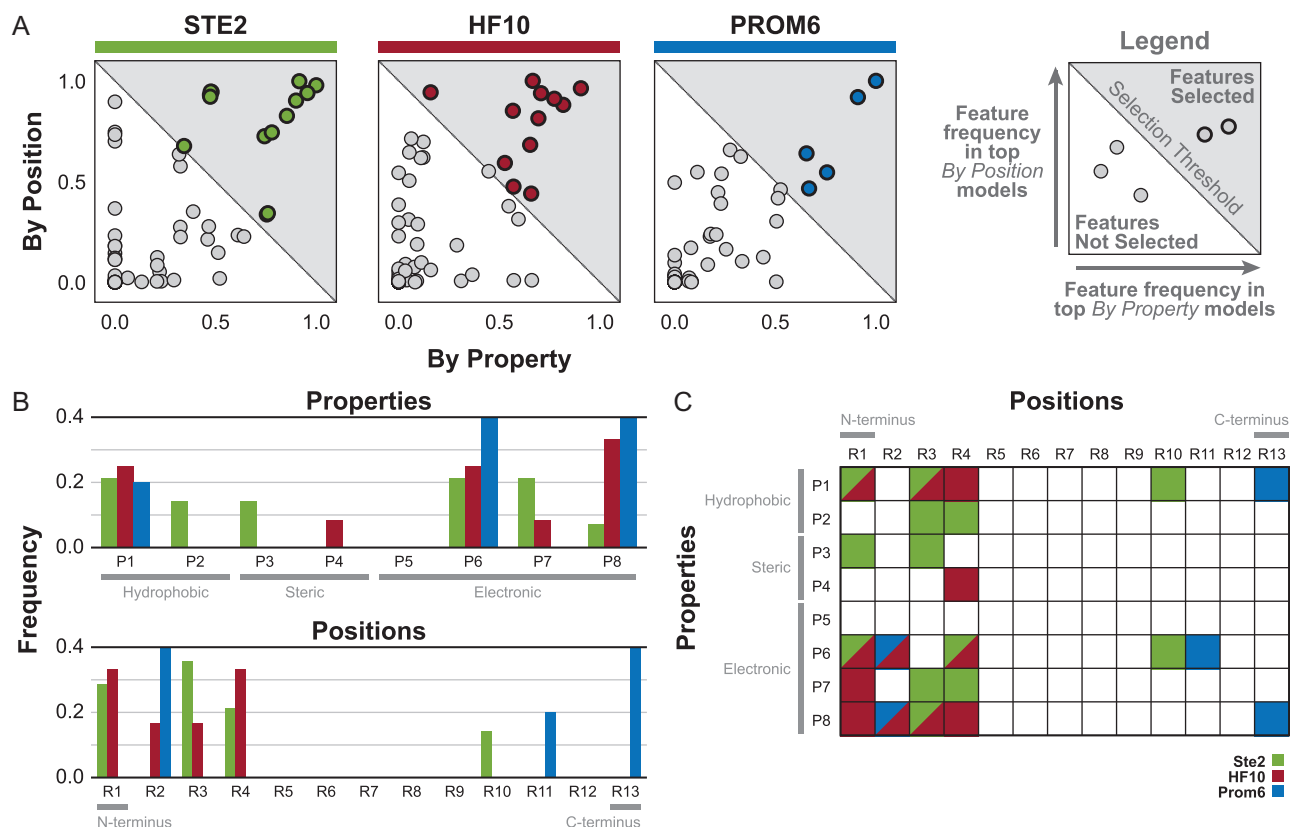 A
STE2
HF10
PROM6
Legend
By Position
1.0
0.5
0.0
0.0
0.5
1.0
0.0
0.5
1.0
0.0
0.5
1.0
By Property
Feature
frequency
in top
By Position
models
Features
Selected
Selection Threshold
Features
Not Selected
Feature frequency in
top By Property models
B
Properties
Frequency
0.4
0.2
0.0
P1
P2
P3
P4
P5
P6
P7
P8
Hydrophobic
Steric
Electronic
Positions
0.4
0.2
0.0
R1
R2
R3
R4
R5
R6
R7
R8
R9
R10
R11
R12
R13
N-terminus
C-terminus
C
Positions
N-terminus
C-terminus
R1
R2
R3
R4
R5
R6
R7
R8
R9
R10
R11
R12
R13
Properties
Hydrophobic
Steric
Electronic
P1
P2
P3
P4
P5
P6
P7
P8
Ste2
HF10
Prom6